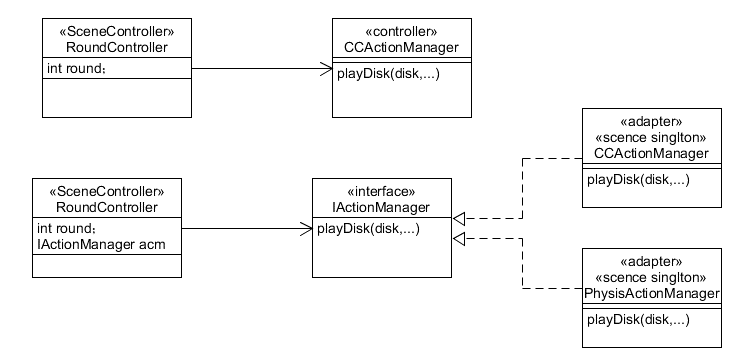 «SceneController»
RoundController
int round；
«controller»
CCActionManager
playDisk(disk,...)
«SceneController»
RoundController
int round；
IActionManager acm
«interface»
IActionManager
playDisk(disk,...)
«adapter»
«scence singlton»
CCActionManager
playDisk(disk,...)
«adapter»
«scence singlton»
PhysisActionManager
playDisk(disk,...)